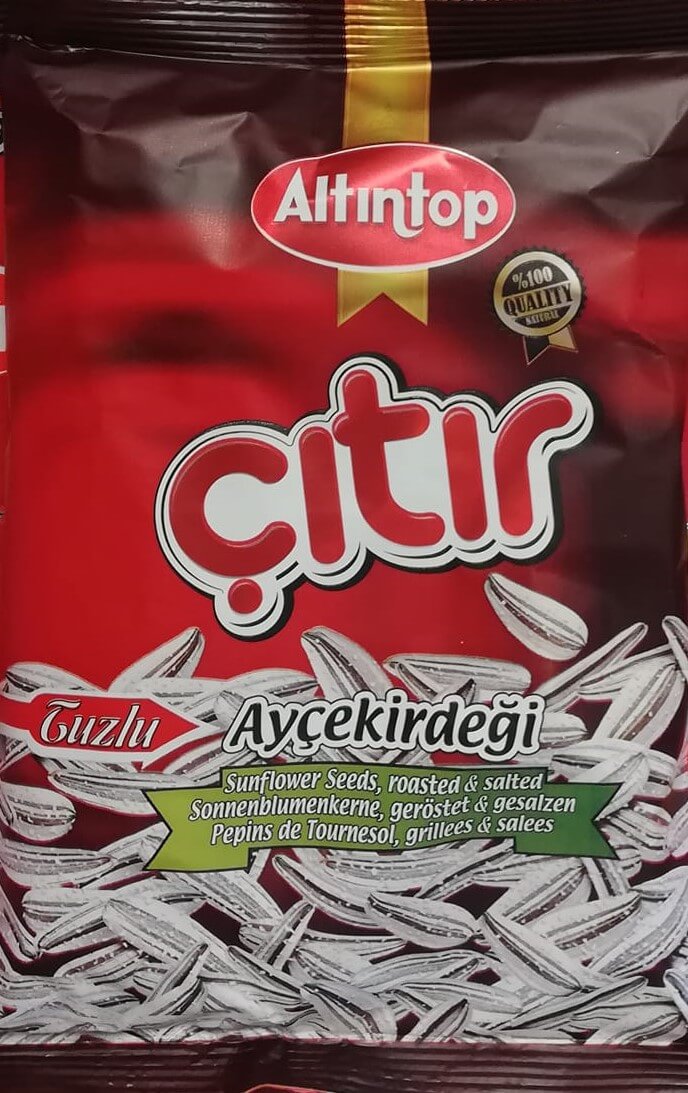 Altıntop
%100
QUALITY
NATURAL
Çıtır
Tuzlu
Ayçekirdeği
Sunflower Seeds, roasted & salted
Sonnenblumenkerne, geröstet & gesalzen
Pepins de Tournesol, grillees & salees